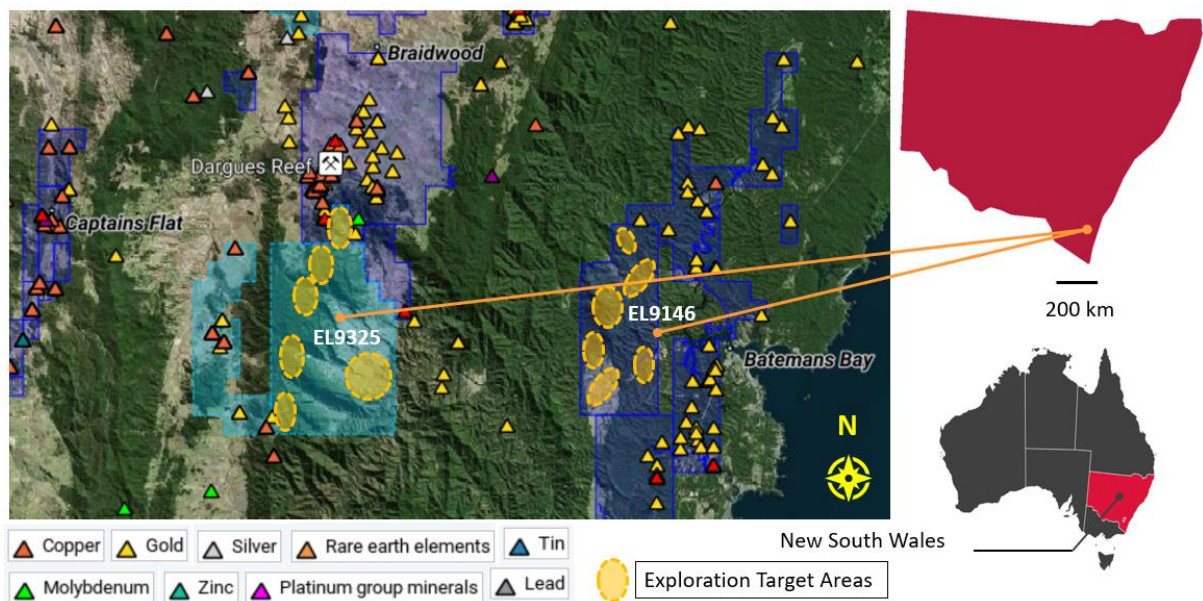 Braidwood
Dargues Reef
Captains Flat
EL9325
EL9146
Batemans Bay
N
200 km
New South Wales
Copper
Gold
Silver
Rare earth elements
Tin
Molybdenum
Zinc
Platinum group minerals
Lead
Exploration Target Areas